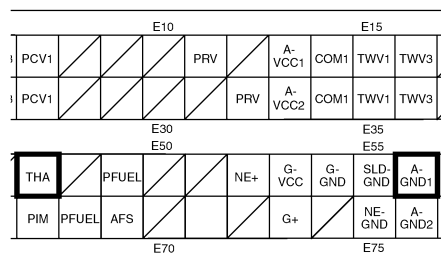 E10 E15
PCV1 PRV A-VCC1 COM1 TWV1 TWV3
PCV1 PRV A-VCC2 COM1 TWV1 TWV3
E30 E35
E50 E55
THA PFUEL NE+ G-VCC G-GND SLD-GND A-GND1
PIM PFUEL AFS G+ NE-GND A-GND2
E70 E75